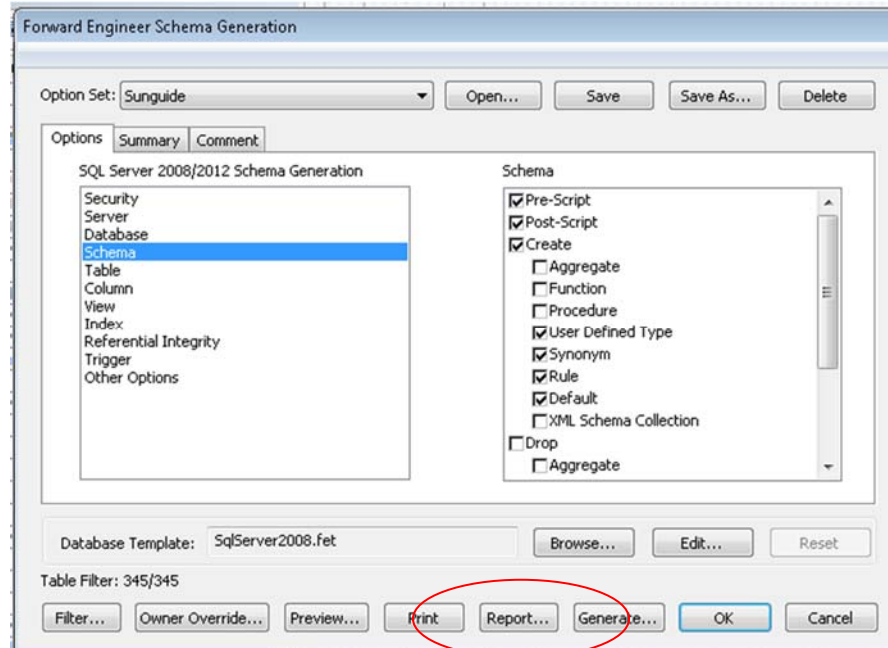 Forward Engineer Schema Generation
Option Set: Sunguide Open... Save Save As... Delete
Options Summary Comment
SQL Server 2008/2012 Schema Generation
Security
Server
Database
Schema
Table
Column
View
Index
Referential Integrity
Trigger
Other Options
Schema
Pre-Script
Post-Script
Create
Aggregate
Function
Procedure
User Defined Type
Synonym
Rule
Default
XML Schema Collection
Drop
Aggregate
Database Template: SqlServer2008.fet Browse... Edit... Reset
Table Filter: 345/345
Filter... Owner Override... Preview... Print Report... Generate... OK Cancel